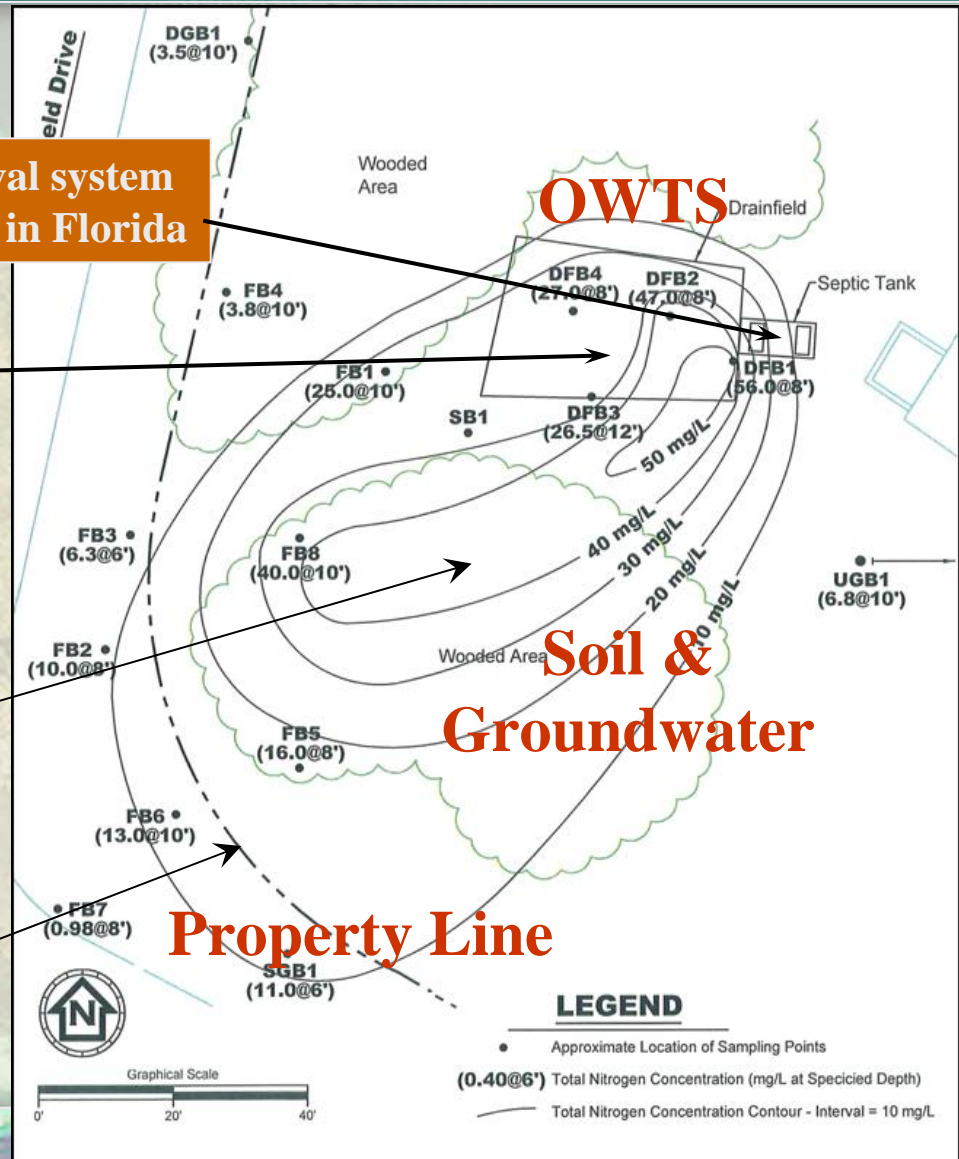 DGB1
(3.5@10')
eld Drive
Wooded
Area
val system
in Florida
OWTS
Drainfield
Septic Tank
DFB4
(27.0@8')
DFB2
(47.0@8')
FB4
(3.8@10')
FB1
(25.0@10')
DFB1
(56.0@8')
SB1
DFB3
(26.5@12')
50 mg/L
40 mg/L
30 mg/L
20 mg/L
10 mg/L
FB3
(6.3@6')
FB8
(40.0@10')
UGB1
(6.8@10')
FB2
(10.0@8')
Wooded Area
Soil &
Groundwater
FB5
(16.0@8')
FB6
(13.0@10')
FB7
(0.98@8')
Property Line
SGB1
(11.0@6')
N
Graphical Scale
0' 20' 40'
LEGEND
Approximate Location of Sampling Points
(0.40@6') Total Nitrogen Concentration (mg/L at Specicied Depth)
Total Nitrogen Concentration Contour - Interval = 10 mg/L